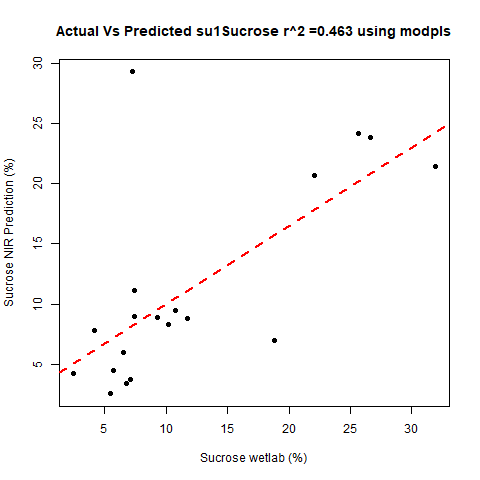 Actual Vs Predicted su1Sucrose r^2 =0.463 using modpls
Sucrose NIR Prediction (%)
30
25
20
15
10
5
5 10 15 20 25 30
Sucrose wetlab (%)